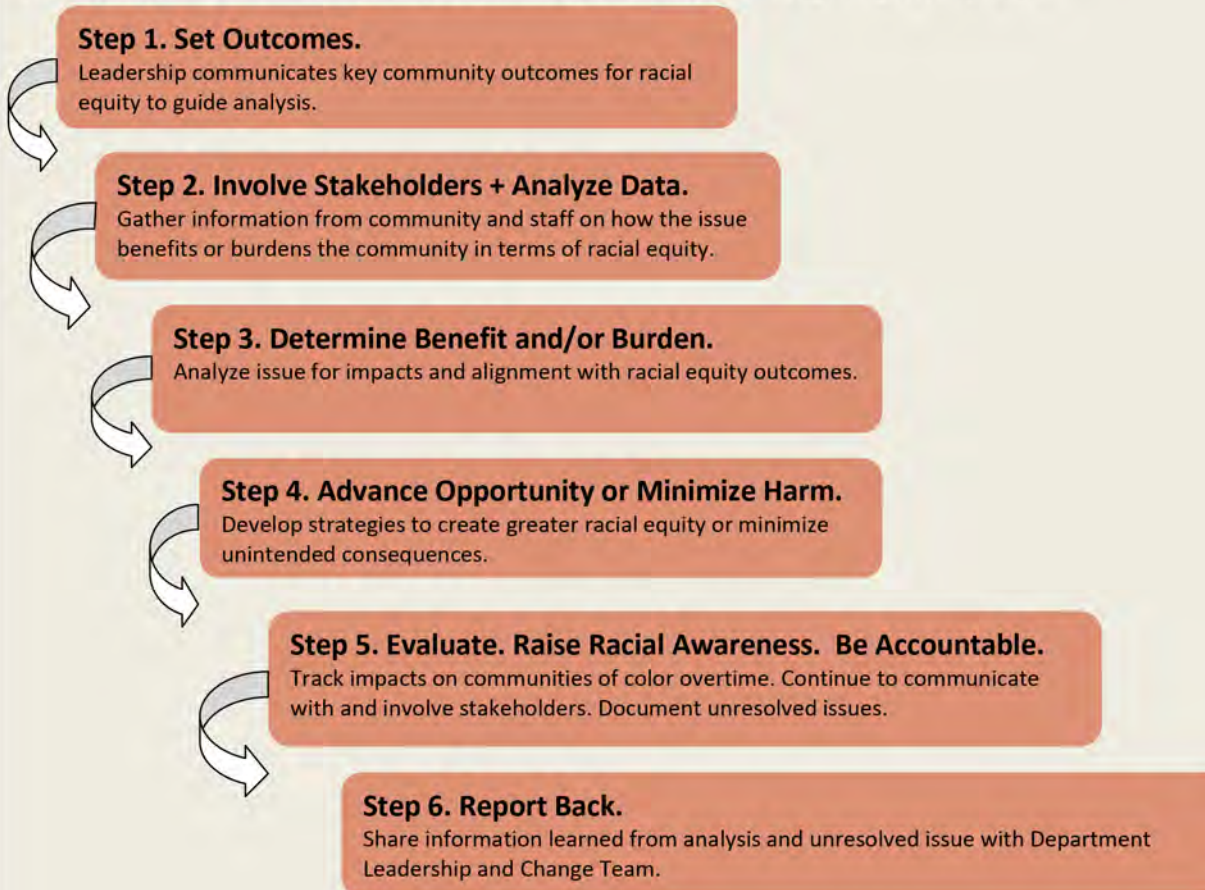 Step 1. Set Outcomes.
Leadership communicates key community outcomes for racial
equity to guide analysis.
Step 2. Involve Stakeholders + Analyze Data.
Gather information from community and staff on how the issue
benefits or burdens the community in terms of racial equity.
Step 3. Determine Benefit and/or Burden.
Analyze issue for impacts and alignment with racial equity outcomes.
Step 4. Advance Opportunity or Minimize Harm.
Develop strategies to create greater racial equity or minimize
unintended consequences.
Step 5. Evaluate. Raise Racial Awareness.  Be Accountable.
Track impacts on communities of color overtime. Continue to communicate
with and involve stakeholders. Document unresolved issues.
Step 6. Report Back.
Share information learned from analysis and unresolved issue with Department
Leadership and Change Team.